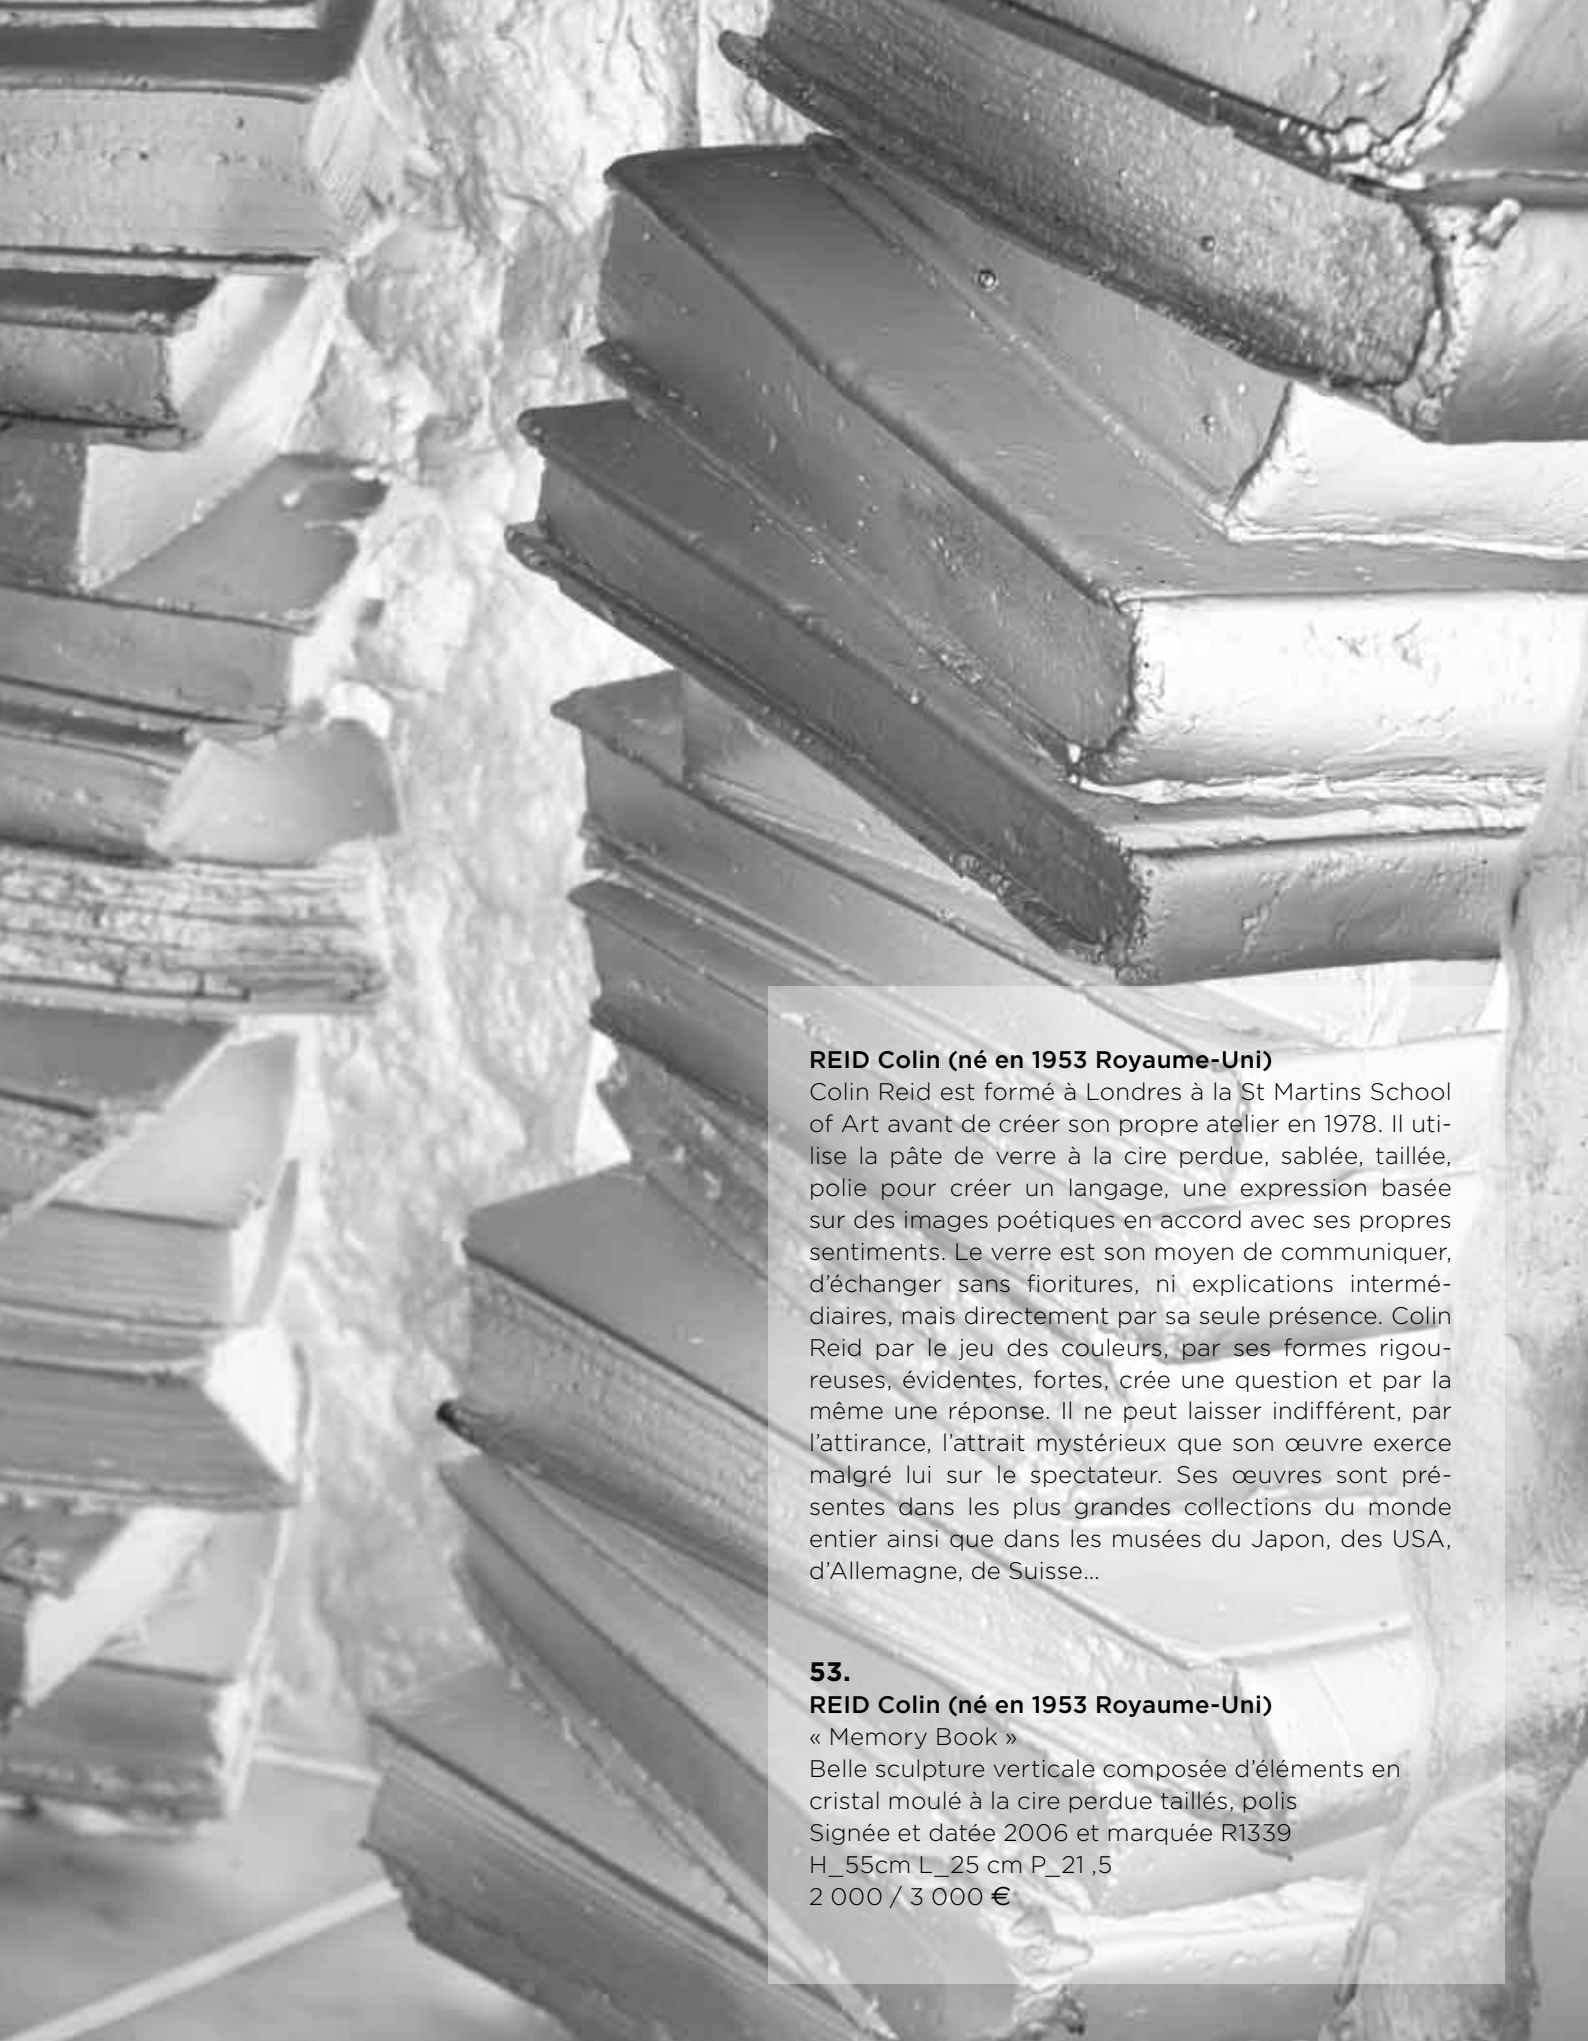 REID Colin (né en 1953 Royaume-Uni)
Colin Reid est formé à Londres à la St Martins School
of Art avant de créer son propre atelier en 1978. Il uti-
lise la pâte de verre à la cire perdue, sablée, taillée,
polie pour créer un langage, une expression basée
sur des images poétiques en accord avec ses propres
sentiments. Le verre est son moyen de communiquer,
d'échanger sans fioritures, ni explications intermé-
diaires, mais directement par sa seule présence. Colin
Reid par le jeu des couleurs, par ses formes rigou-
reuses, évidentes, fortes, crée une question et par la
même une réponse. Il ne peut laisser indifférent, par
l'attirance, l'attrait mystérieux que son œuvre exerce
malgré lui sur le spectateur. Ses œuvres sont pré-
sentes dans les plus grandes collections du monde
entier ainsi que dans les musées du Japon, des USA,
d'Allemagne, de Suisse...
53.
REID Colin (né en 1953 Royaume-Uni)
« Memory Book »
Belle sculpture verticale composée d'éléments en
cristal moulé à la cire perdue taillés, polis
Signée et datée 2006 et marquée R1339
H_55cm L_25 cm P_21 ,5
2 000 / 3 000 €